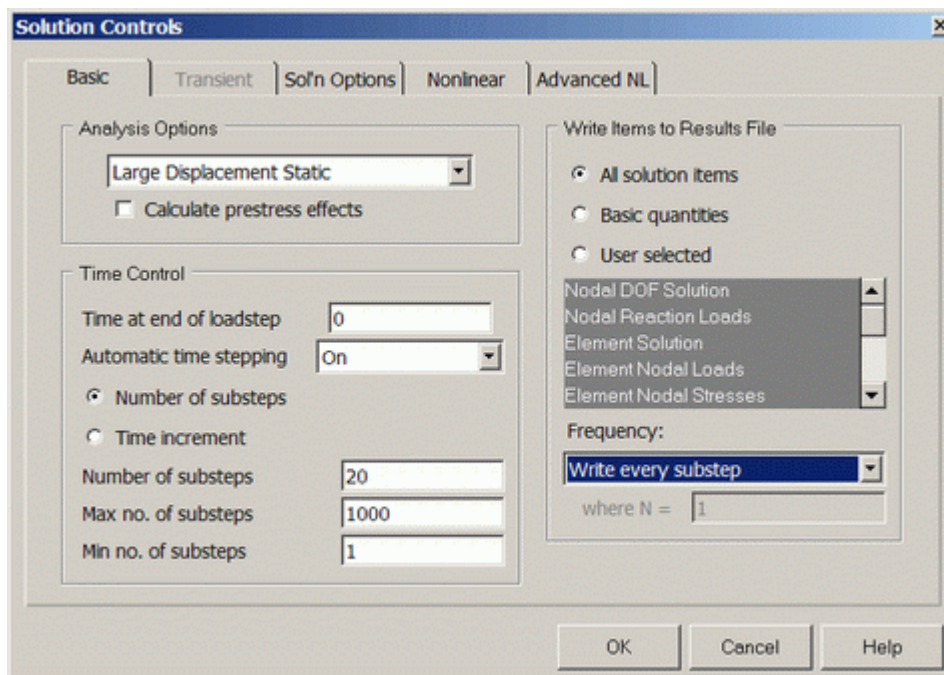 Solution Controls
Basic
Transient
Sol'n Options
Nonlinear
Advanced NL
Analysis Options
Large Displacement Static
Calculate prestress effects
Time Control
Time at end of loadstep 0
Automatic time stepping On
Number of substeps
Time increment
Number of substeps 20
Max no. of substeps 1000
Min no. of substeps 1
Write Items to Results File
All solution items
Basic quantities
User selected
Nodal DOF Solution
Nodal Reaction Loads
Element Solution
Element Nodal Loads
Element Nodal Stresses
Frequency:
Write every substep
where N = 1
OK
Cancel
Help